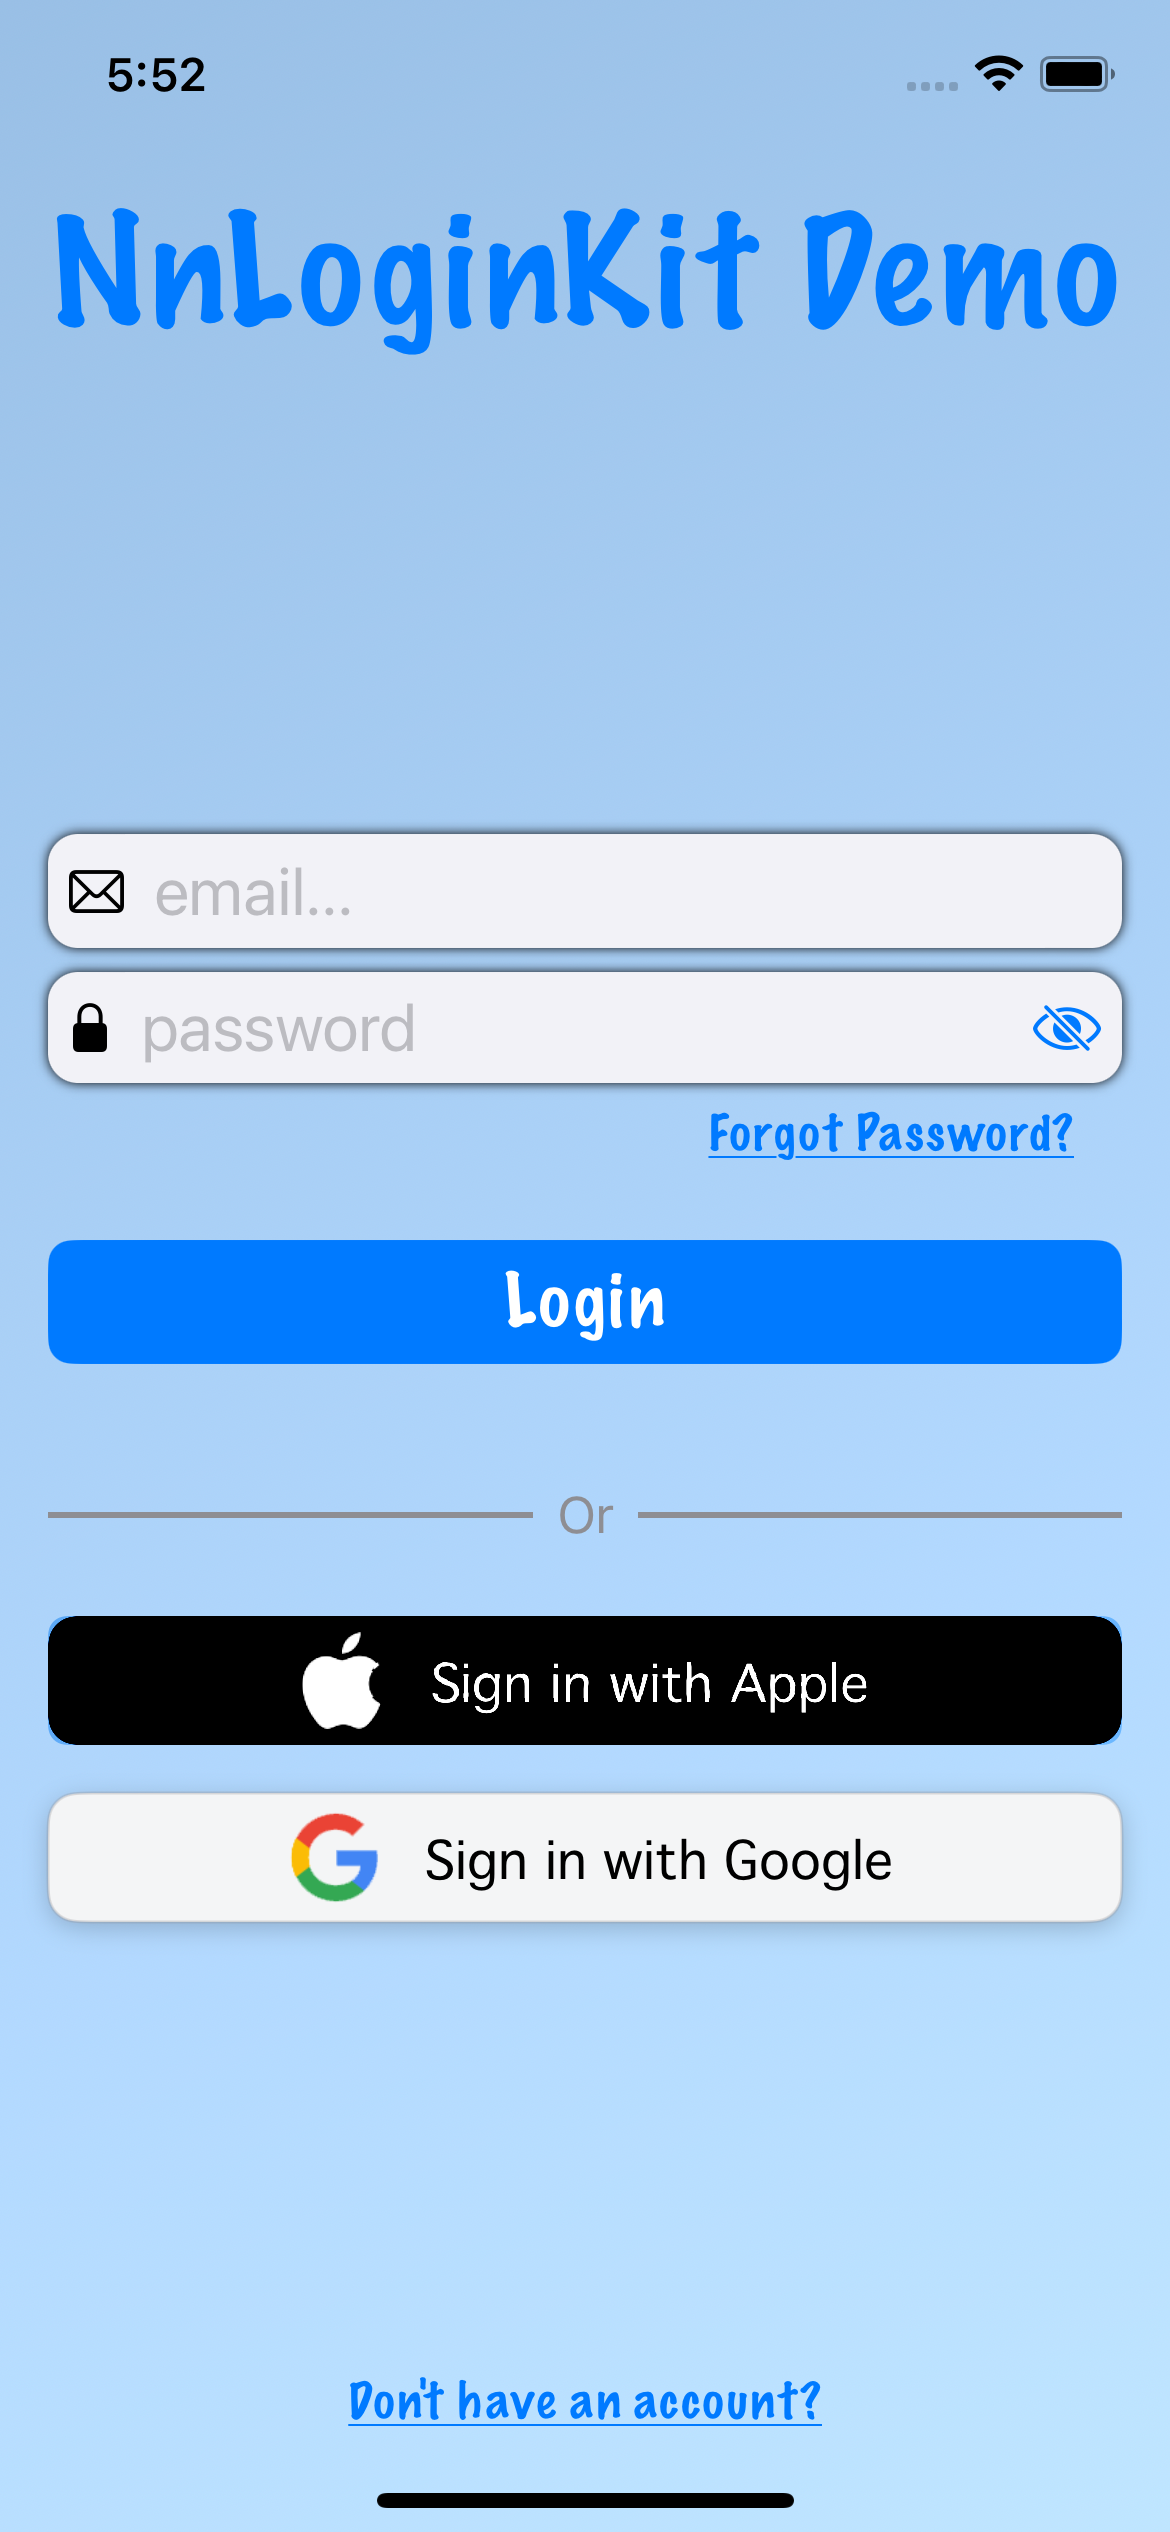 5:52
NnLoginKit Demo
email...
password
Forgot Password?
Login
Or
Sign in with Apple
Sign in with Google
Don't have an account?